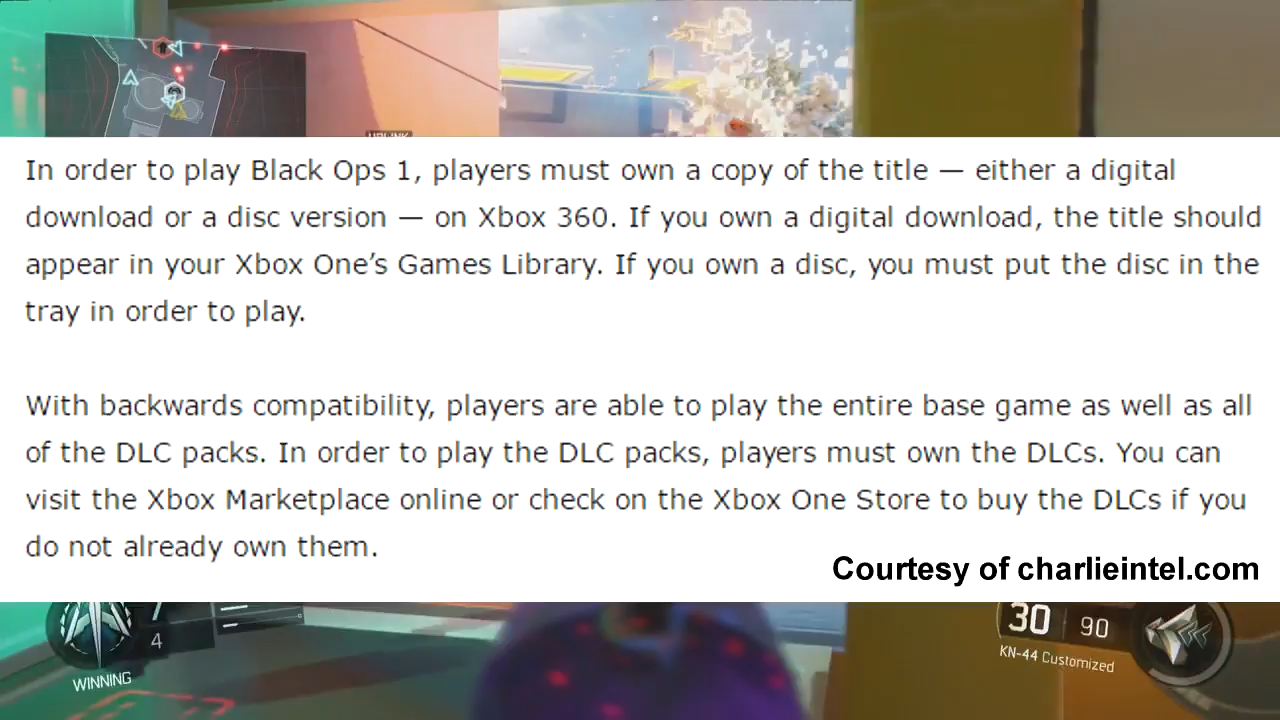 UPLINK
In order to play Black Ops 1, players must own a copy of the title — either a digital
download or a disc version — on Xbox 360. If you own a digital download, the title should
appear in your Xbox One’s Games Library. If you own a disc, you must put the disc in the
tray in order to play.
With backwards compatibility, players are able to play the entire base game as well as all
of the DLC packs. In order to play the DLC packs, players must own the DLCs. You can
visit the Xbox Marketplace online or check on the Xbox One Store to buy the DLCs if you
do not already own them.
Courtesy of charlieintel.com
4
WINNING
30 90
KN-44 Customized